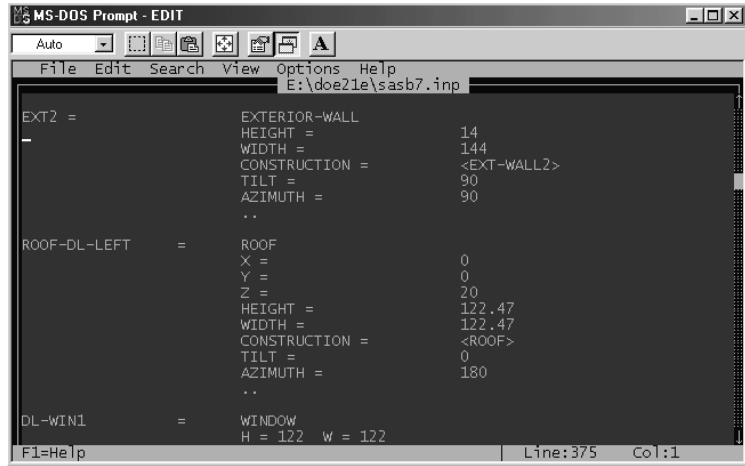 MS-DOS Prompt - EDIT
Auto
A
File Edit Search View Options Help
E:\doe21e\sasb7.inp
EXT2 = EXTERIOR-WALL
HEIGHT = 14
WIDTH = 144
CONSTRUCTION = <EXT-WALL2>
TILT = 90
AZIMUTH = 90
..
ROOF-DL-LEFT = ROOF
X = 0
Y = 0
Z = 20
HEIGHT = 122.47
WIDTH = 122.47
CONSTRUCTION = <ROOF>
TILT = 0
AZIMUTH = 180
..
DL-WIN1 = WINDOW
H = 122 W = 122
F1=Help Line:375 Col:1